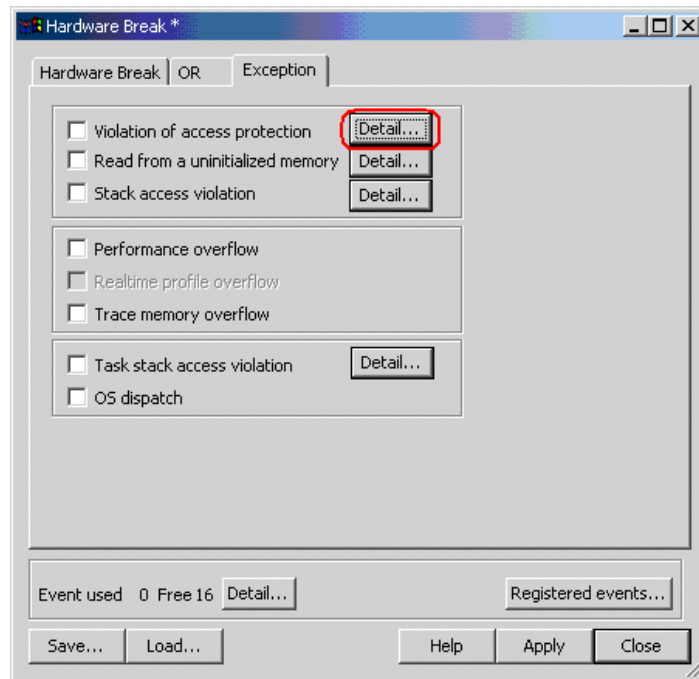 Hardware Break *
Hardware Break OR Exception
Violation of access protection Detail...
Read from a uninitialized memory Detail...
Stack access violation Detail...
Performance overflow
Realtime profile overflow
Trace memory overflow
Task stack access violation Detail...
OS dispatch
Event used 0 Free 16 Detail... Registered events...
Save... Load... Help Apply Close